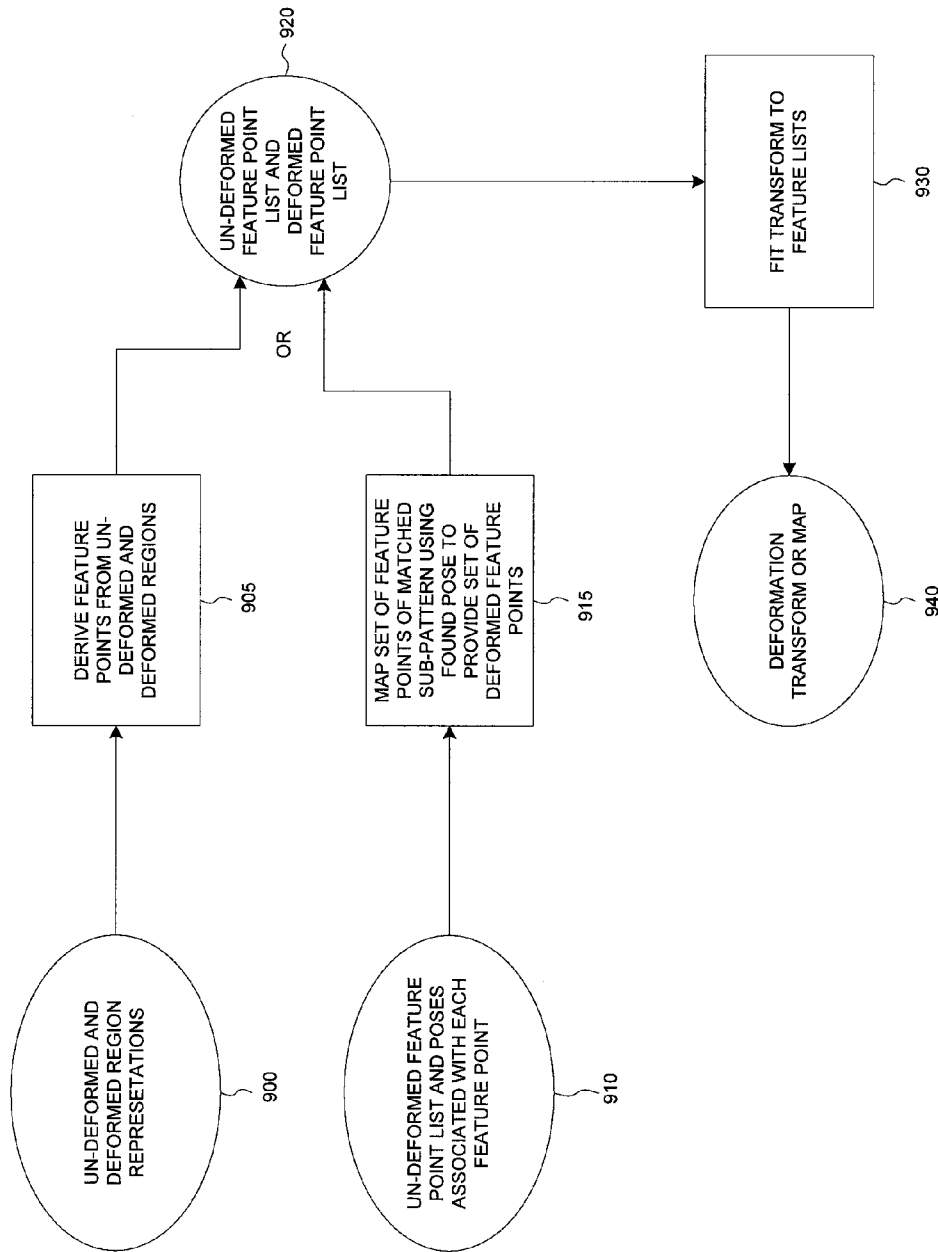 UN-DEFORMED AND
DEFORMED REGION
REPRESETATIONS
900
DERIVE FEATURE
POINTS FROM UN-
DEFORMED AND
DEFORMED REGIONS
905
UN-DEFORMED FEATURE
POINT LIST AND POSES
ASSOCIATED WITH EACH
FEATURE POINT
910
MAP SET OF FEATURE
POINTS OF MATCHED
SUB-PATTERN USING
FOUND POSE TO
PROVIDE SET OF
DEFORMED FEATURE
POINTS
915
OR
UN-DEFORMED
FEATURE POINT
LIST AND
DEFORMED
FEATURE POINT
LIST
920
FIT TRANSFORM TO
FEATURE LISTS
930
DEFORMATION
TRANSFORM OR MAP
940